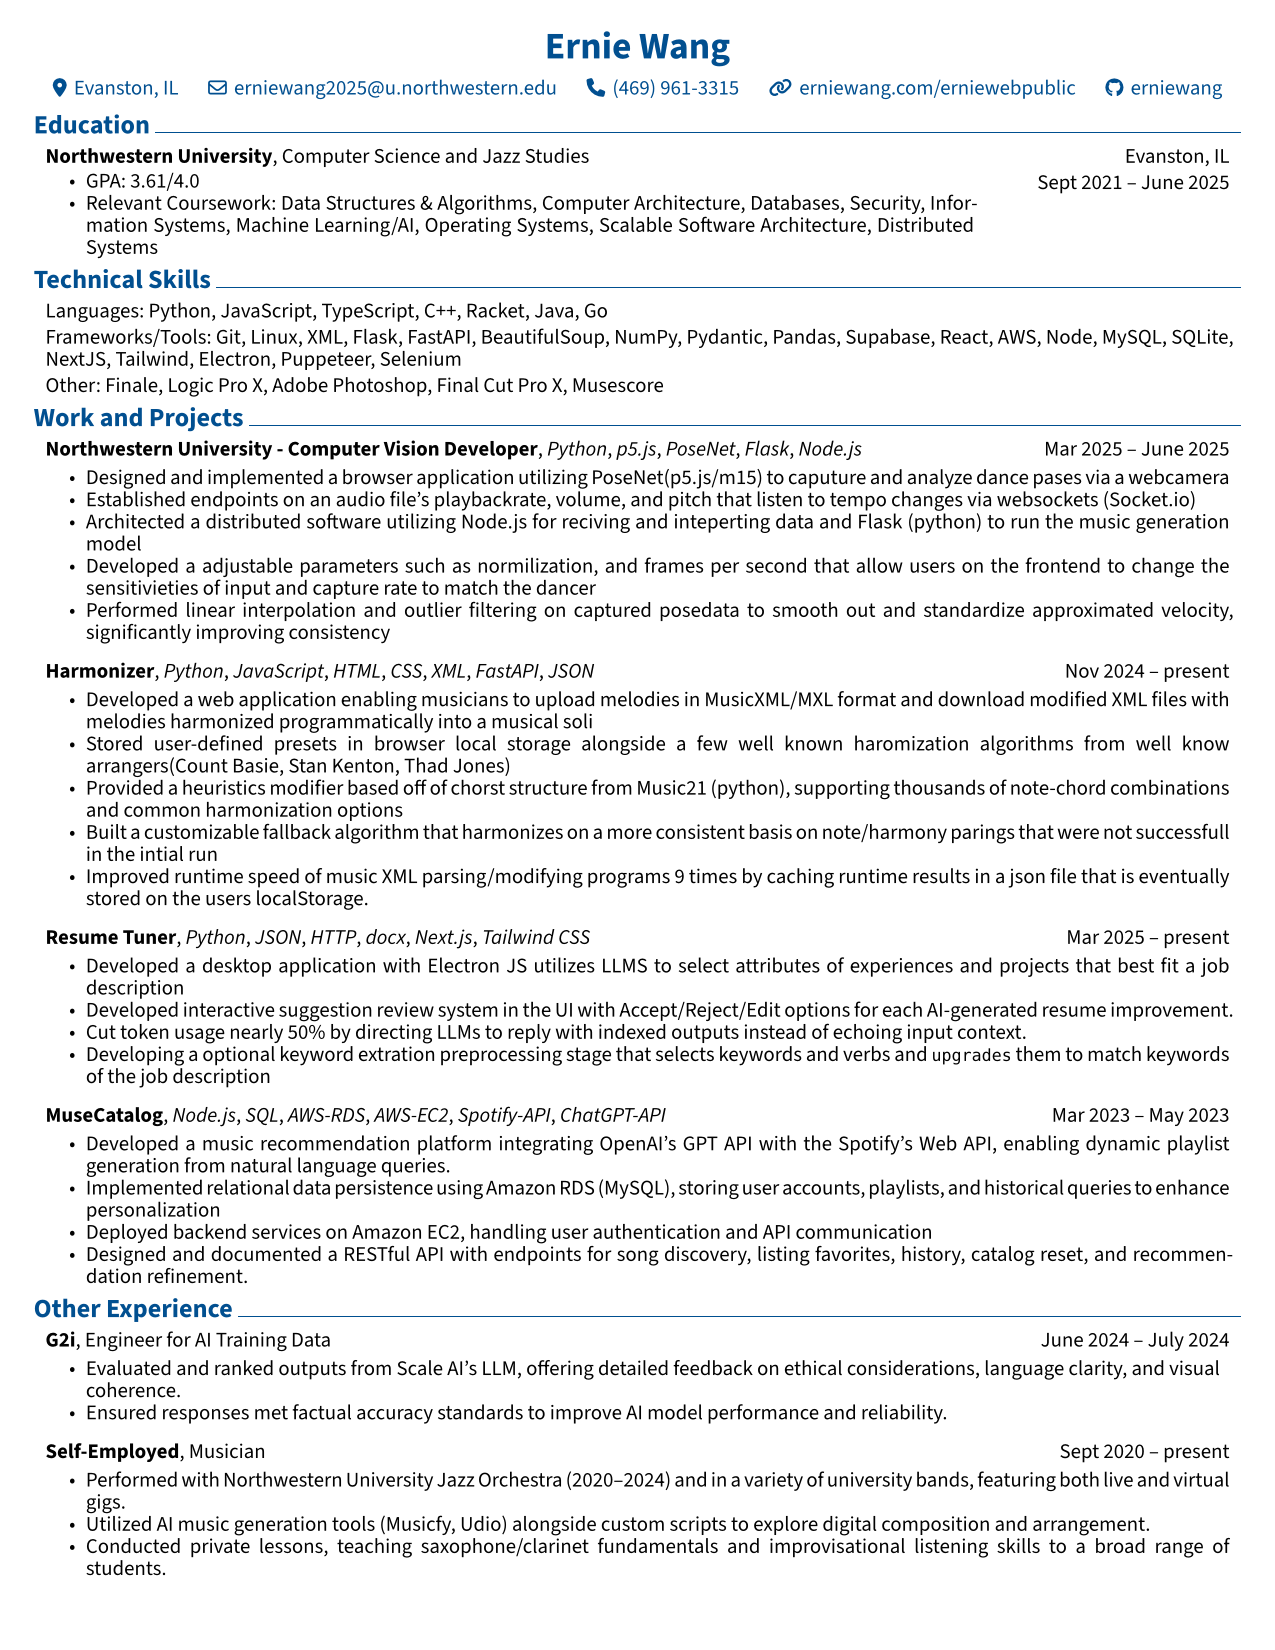 Ernie Wang
Evanston, IL erniewang2025@u.northwestern.edu (469) 961-3315 erniewang.com/erniewebpublic erniewang
Education
Northwestern University, Computer Science and Jazz Studies Evanston, IL
• GPA: 3.61/4.0 Sept 2021 – June 2025
• Relevant Coursework: Data Structures & Algorithms, Computer Architecture, Databases, Security, Infor-
mation Systems, Machine Learning/AI, Operating Systems, Scalable Software Architecture, Distributed
Systems
Technical Skills
Languages: Python, JavaScript, TypeScript, C++, Racket, Java, Go
Frameworks/Tools: Git, Linux, XML, Flask, FastAPI, BeautifulSoup, NumPy, Pydantic, Pandas, Supabase, React, AWS, Node, MySQL, SQLite,
NextJS, Tailwind, Electron, Puppeteer, Selenium
Other: Finale, Logic Pro X, Adobe Photoshop, Final Cut Pro X, Musescore
Work and Projects
Northwestern University - Computer Vision Developer, Python, p5.js, PoseNet, Flask, Node.js Mar 2025 – June 2025
• Designed and implemented a browser application utilizing PoseNet(p5.js/m15) to caputure and analyze dance pases via a webcamera
• Established endpoints on an audio file's playbackrate, volume, and pitch that listen to tempo changes via websockets (Socket.io)
• Architected a distributed software utilizing Node.js for reciving and inteperting data and Flask (python) to run the music generation
model
• Developed a adjustable parameters such as normilization, and frames per second that allow users on the frontend to change the
sensitivieties of input and capture rate to match the dancer
• Performed linear interpolation and outlier filtering on captured posedata to smooth out and standardize approximated velocity,
significantly improving consistency
Harmonizer, Python, JavaScript, HTML, CSS, XML, FastAPI, JSON Nov 2024 – present
• Developed a web application enabling musicians to upload melodies in MusicXML/MXL format and download modified XML files with
melodies harmonized programmatically into a musical soli
• Stored user-defined presets in browser local storage alongside a few well known haromization algorithms from well know
arrangers(Count Basie, Stan Kenton, Thad Jones)
• Provided a heuristics modifier based off of chorst structure from Music21 (python), supporting thousands of note-chord combinations
and common harmonization options
• Built a customizable fallback algorithm that harmonizes on a more consistent basis on note/harmony parings that were not successfull
in the intial run
• Improved runtime speed of music XML parsing/modifying programs 9 times by caching runtime results in a json file that is eventually
stored on the users localStorage.
Resume Tuner, Python, JSON, HTTP, docx, Next.js, Tailwind CSS Mar 2025 – present
• Developed a desktop application with Electron JS utilizes LLMS to select attributes of experiences and projects that best fit a job
description
• Developed interactive suggestion review system in the UI with Accept/Reject/Edit options for each AI-generated resume improvement.
• Cut token usage nearly 50% by directing LLMs to reply with indexed outputs instead of echoing input context.
• Developing a optional keyword extration preprocessing stage that selects keywords and verbs and upgrades them to match keywords
of the job description
MuseCatalog, Node.js, SQL, AWS-RDS, AWS-EC2, Spotify-API, ChatGPT-API Mar 2023 – May 2023
• Developed a music recommendation platform integrating OpenAI's GPT API with the Spotify's Web API, enabling dynamic playlist
generation from natural language queries.
• Implemented relational data persistence using Amazon RDS (MySQL), storing user accounts, playlists, and historical queries to enhance
personalization
• Deployed backend services on Amazon EC2, handling user authentication and API communication
• Designed and documented a RESTful API with endpoints for song discovery, listing favorites, history, catalog reset, and recommen-
dation refinement.
Other Experience
G2i, Engineer for AI Training Data June 2024 – July 2024
• Evaluated and ranked outputs from Scale AI's LLM, offering detailed feedback on ethical considerations, language clarity, and visual
coherence.
• Ensured responses met factual accuracy standards to improve AI model performance and reliability.
Self-Employed, Musician Sept 2020 – present
• Performed with Northwestern University Jazz Orchestra (2020–2024) and in a variety of university bands, featuring both live and virtual
gigs.
• Utilized AI music generation tools (Musicfy, Udio) alongside custom scripts to explore digital composition and arrangement.
• Conducted private lessons, teaching saxophone/clarinet fundamentals and improvisational listening skills to a broad range of
students.